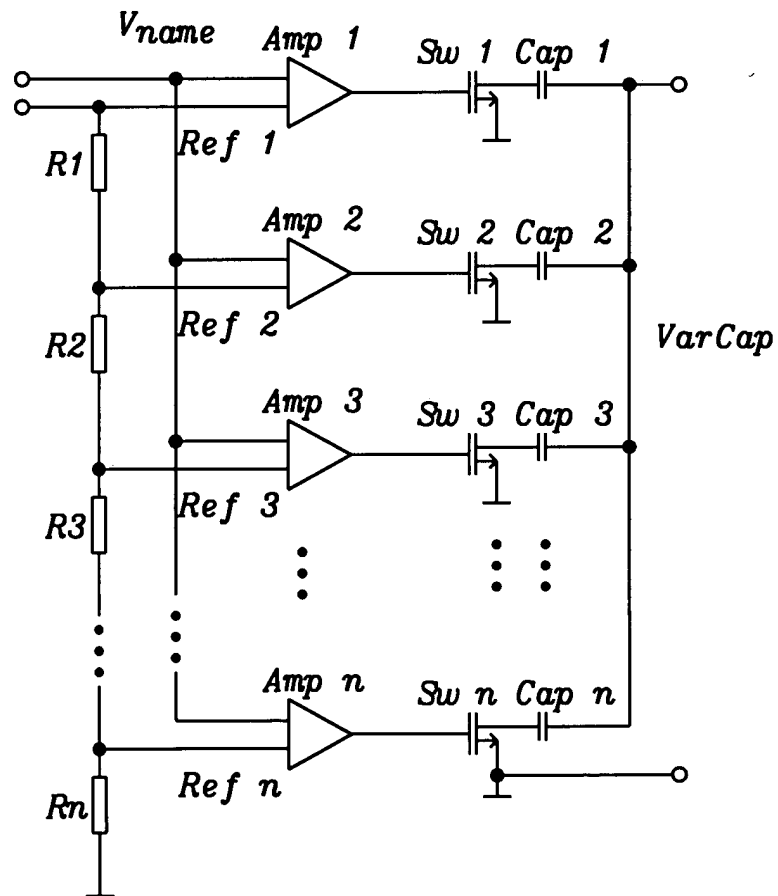 Vname
Amp 1
Sw 1 Cap 1
Ref 1
R1
Amp 2
Sw 2 Cap 2
Ref 2
R2
VarCap
Amp 3
Sw 3 Cap 3
Ref 3
R3
Amp n
Sw n Cap n
Ref n
Rn